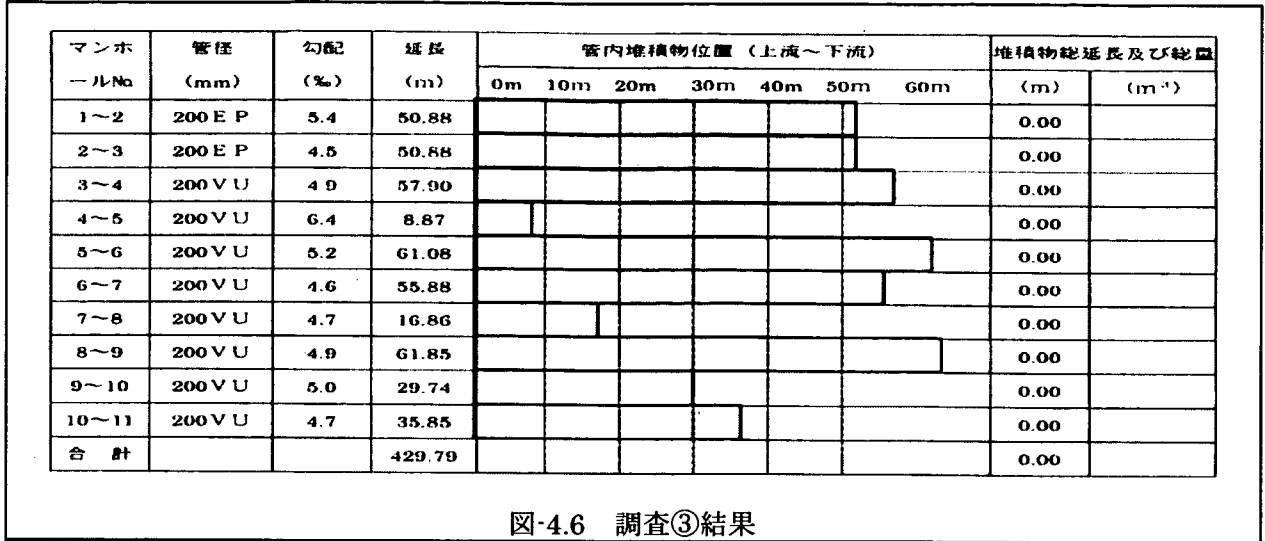 マンホ 管径 勾配 延長 管内堆積物位置（上流～下流） 堆積物総延長及び総量
ールNo. (mm) (‰) (m) 0m 10m 20m 30m 40m 50m 60m (m) (m³)
1～2 200EP 5.4 50.88 0.00
2～3 200EP 4.5 50.88 0.00
3～4 200VU 4.9 57.90 0.00
4～5 200VU 6.4 8.87 0.00
5～6 200VU 5.2 61.08 0.00
6～7 200VU 4.6 55.88 0.00
7～8 200VU 4.7 16.86 0.00
8～9 200VU 4.9 61.85 0.00
9～10 200VU 5.0 29.74 0.00
10～11 200VU 4.7 35.85 0.00
合計 429.79 0.00
図-4.6 調査③結果